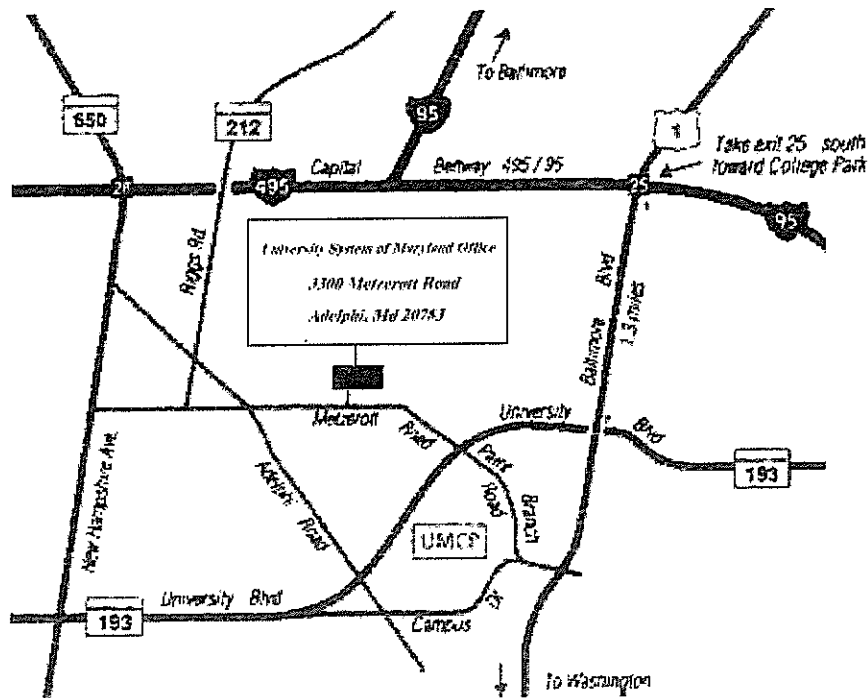 To Baltimore
650
212
95
1
Take exit 25 south
toward College Park
Capital Beltway 495 / 95
495
25
95
Riggs Rd
University System of Maryland Office
3300 Metzerott Road
Adelphi, Md 20783
Baltimore Blvd
1.3 miles
Metzerott Road
University Blvd
193
New Hampshire Ave
Adelphi Road
Paint Branch
Road
UMCP
193
University Blvd
Campus Dr
To Washington